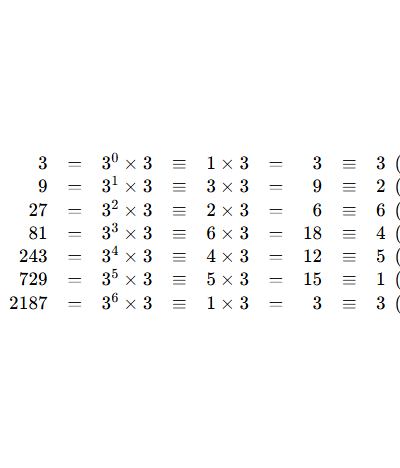 3 = 3⁰ × 3 ≡ 1 × 3 = 3 ≡ 3 (
9 = 3¹ × 3 ≡ 3 × 3 = 9 ≡ 2 (
27 = 3² × 3 ≡ 2 × 3 = 6 ≡ 6 (
81 = 3³ × 3 ≡ 6 × 3 = 18 ≡ 4 (
243 = 3⁴ × 3 ≡ 4 × 3 = 12 ≡ 5 (
729 = 3⁵ × 3 ≡ 5 × 3 = 15 ≡ 1 (
2187 = 3⁶ × 3 ≡ 1 × 3 = 3 ≡ 3 (